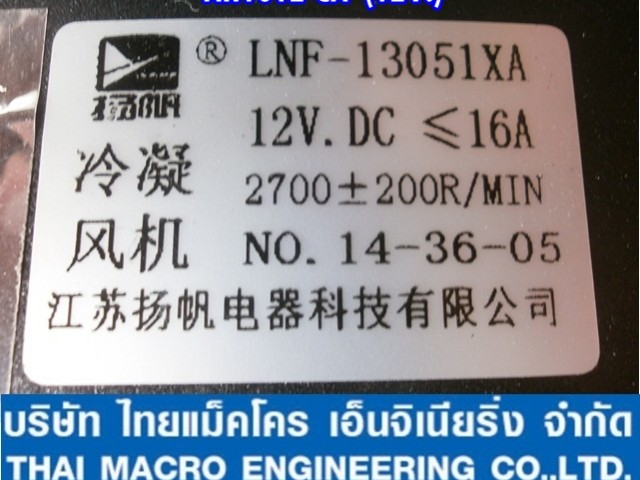 扬帆 ® LNF-13051XA
12V.DC ≤16A
冷凝 2700±200R/MIN
风机 NO. 14-36-05
江苏扬帆电器科技有限公司
บริษัท ไทยแม็คโคร เอ็นจิเนียริ่ง จำกัด
THAI MACRO ENGINEERING CO.,LTD.